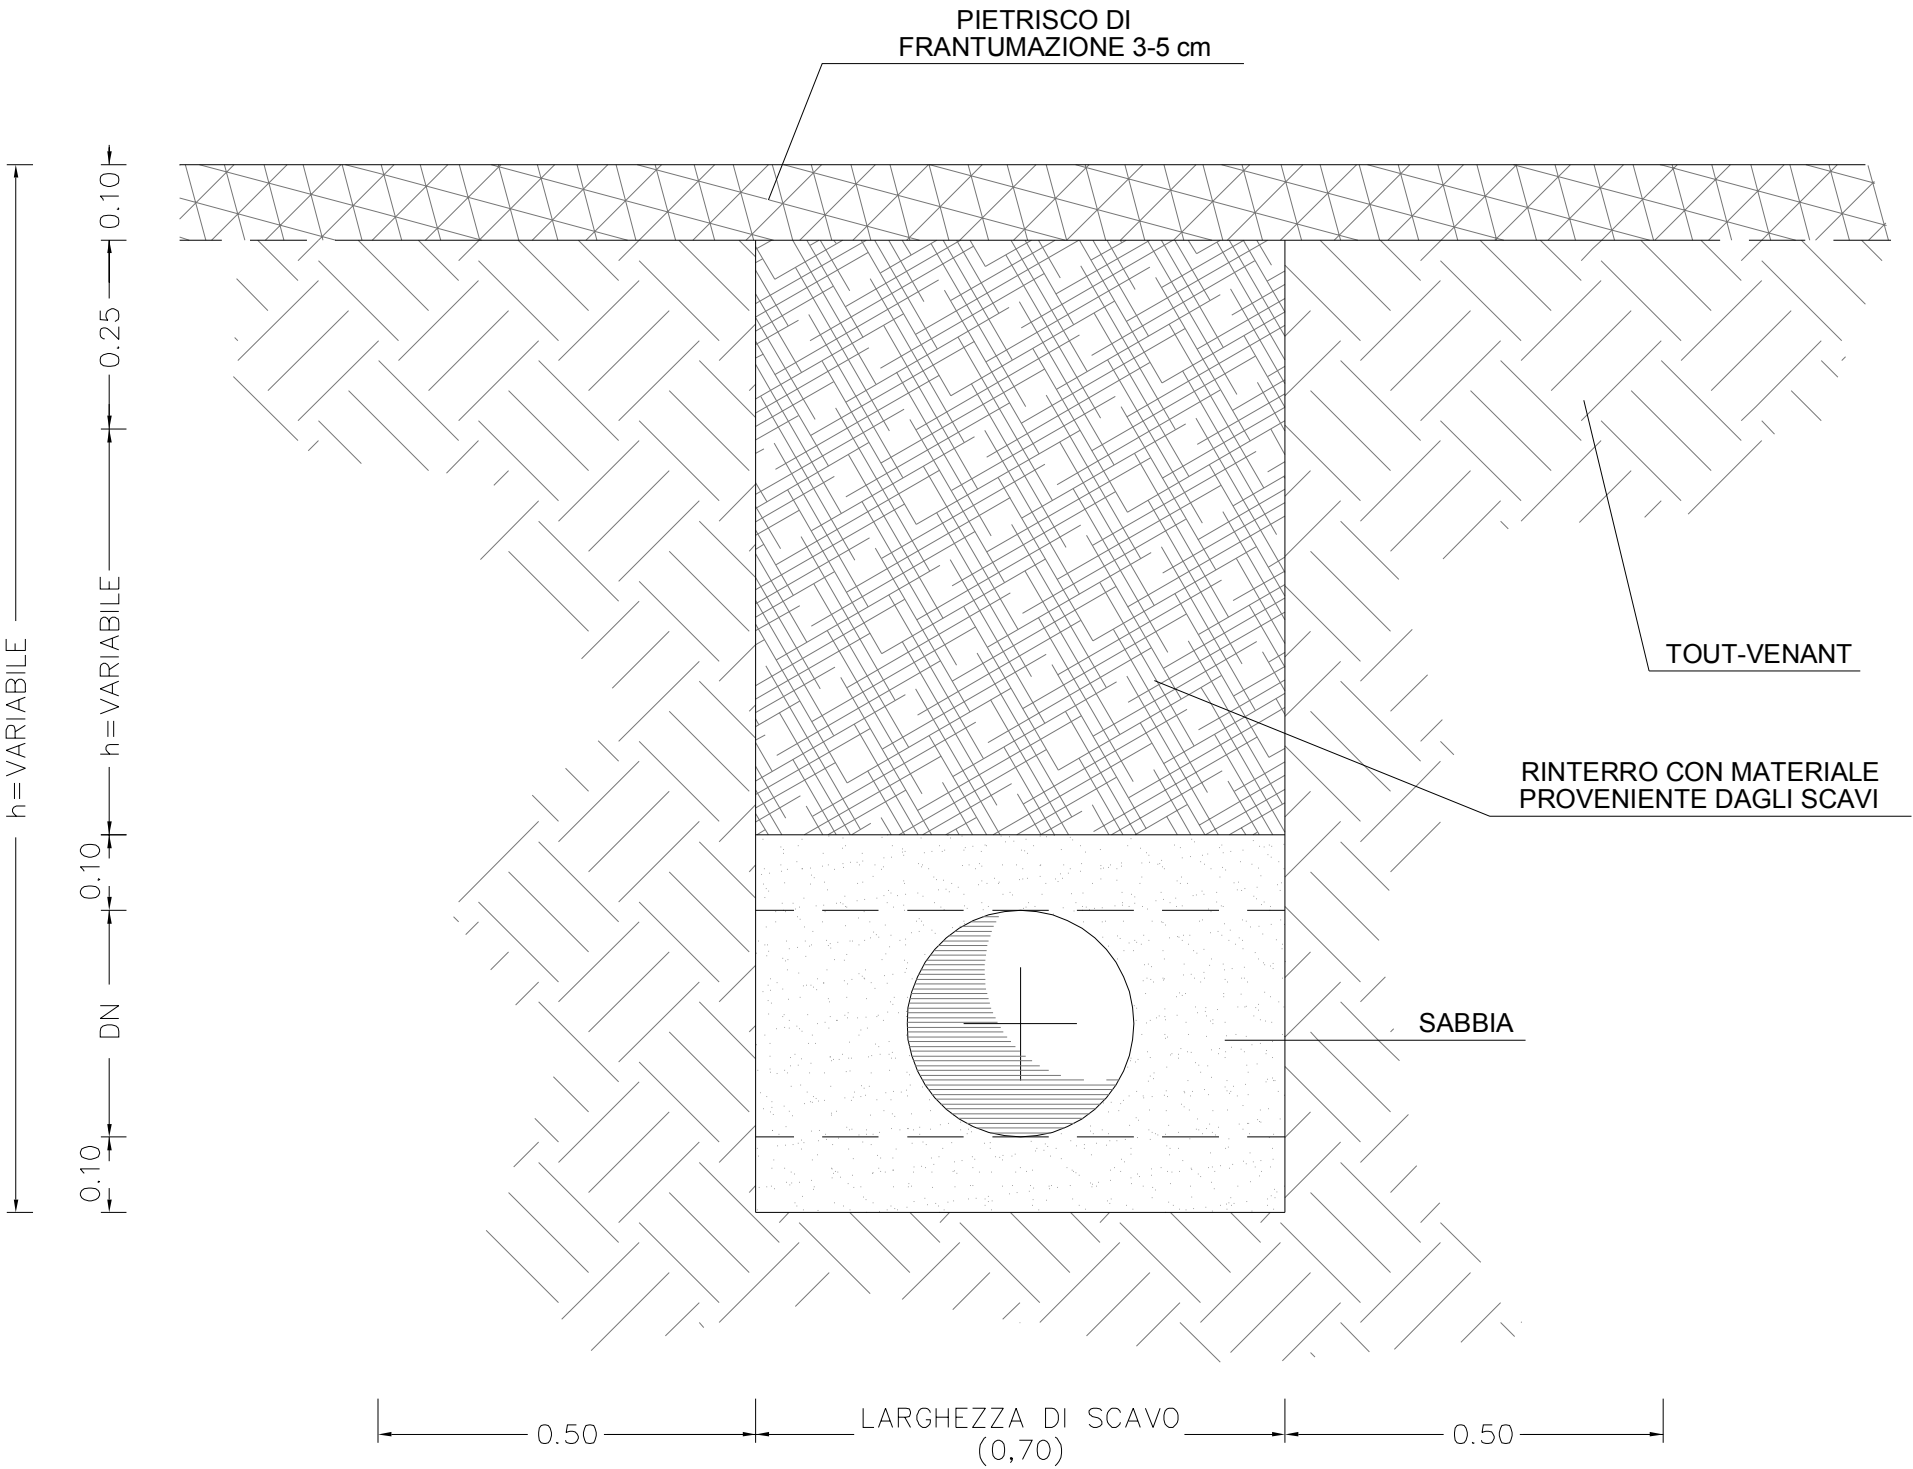 PIETRISCO DI
FRANTUMAZIONE 3-5 cm
0.10
0.25
h=VARIABILE
h=VARIABILE
0.10
DN
0.10
TOUT-VENANT
RINTERRO CON MATERIALE
PROVENIENTE DAGLI SCAVI
SABBIA
0.50
LARGHEZZA DI SCAVO
(0,70)
0.50